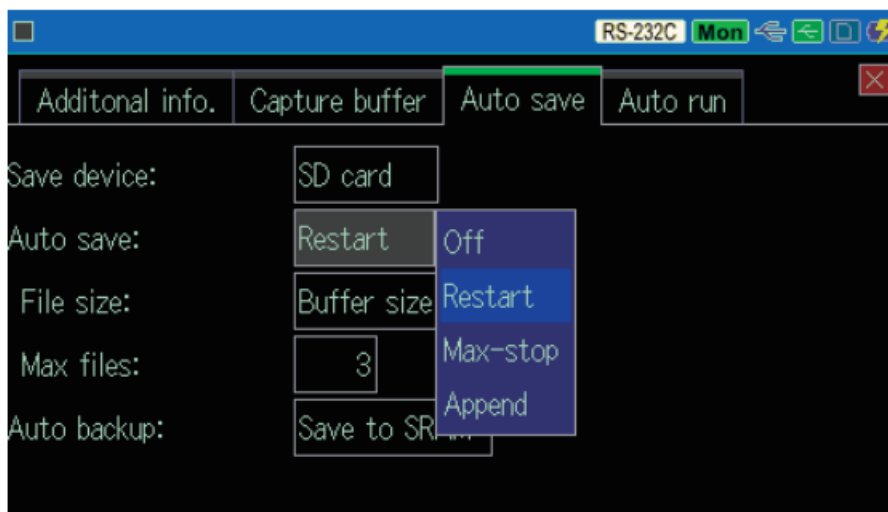 RS-232C Mon
Additonal info. Capture buffer Auto save Auto run
Save device: SD card
Auto save: Restart
Off
File size: Buffer size
Restart
Max files: 3
Max-stop
Auto backup: Save to SR
Append